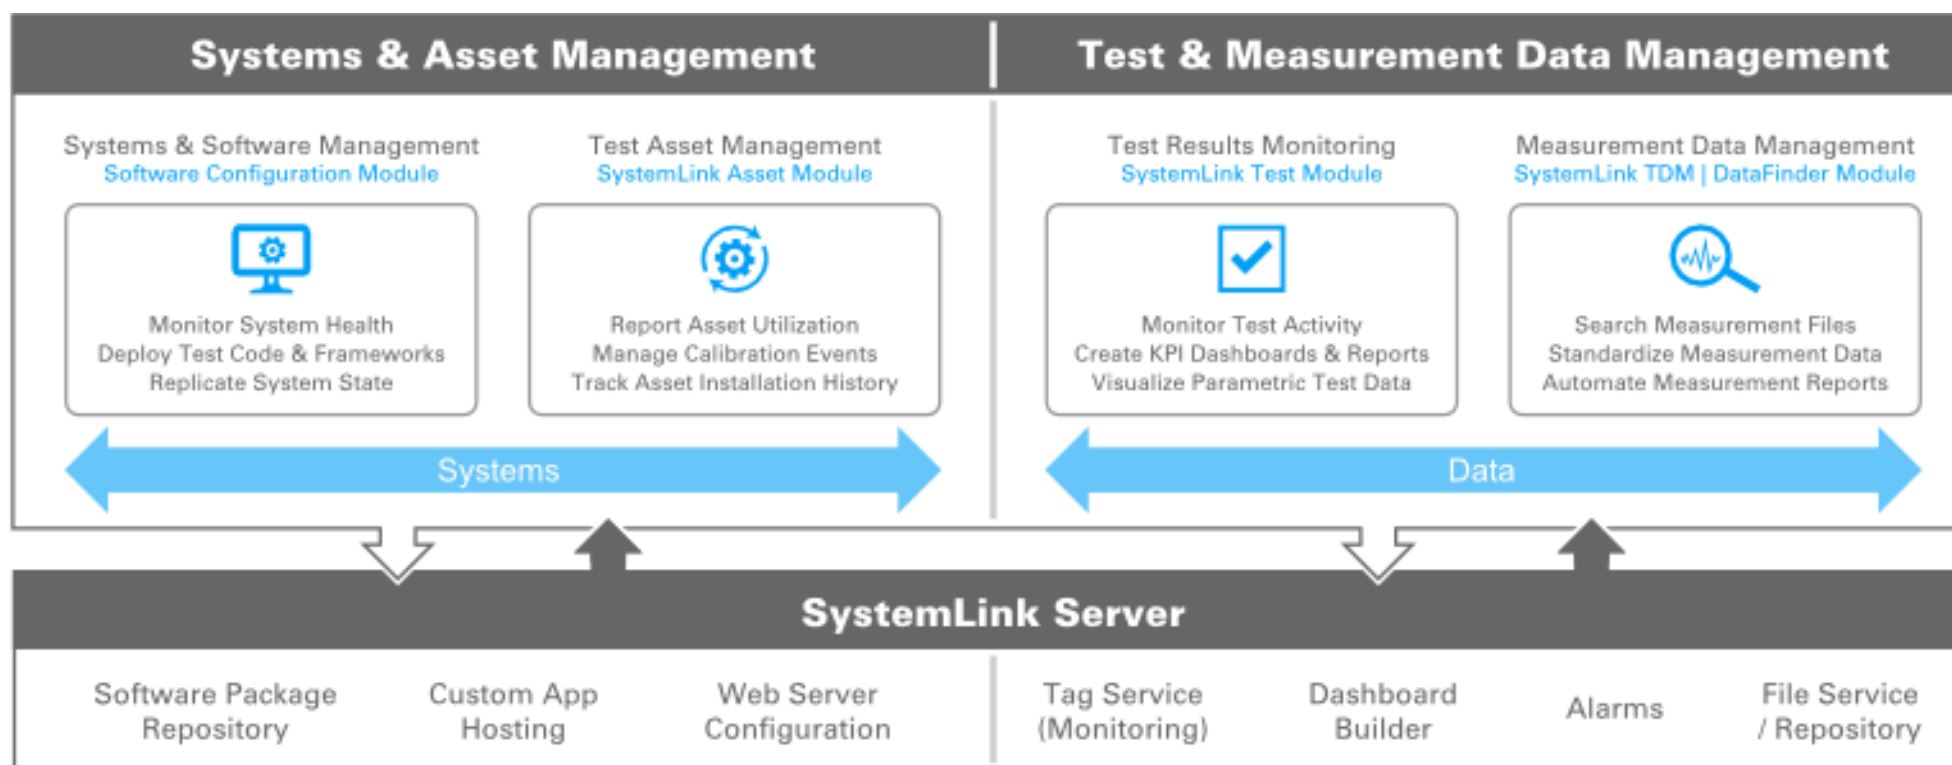 Systems & Asset Management
Test & Measurement Data Management
Systems & Software Management
Software Configuration Module
Monitor System Health
Deploy Test Code & Frameworks
Replicate System State
Test Asset Management
SystemLink Asset Module
Report Asset Utilization
Manage Calibration Events
Track Asset Installation History
Systems
Test Results Monitoring
SystemLink Test Module
Monitor Test Activity
Create KPI Dashboards & Reports
Visualize Parametric Test Data
Measurement Data Management
SystemLink TDM | DataFinder Module
Search Measurement Files
Standardize Measurement Data
Automate Measurement Reports
Data
SystemLink Server
Software Package
Repository
Custom App
Hosting
Web Server
Configuration
Tag Service
(Monitoring)
Dashboard
Builder
Alarms
File Service
/ Repository